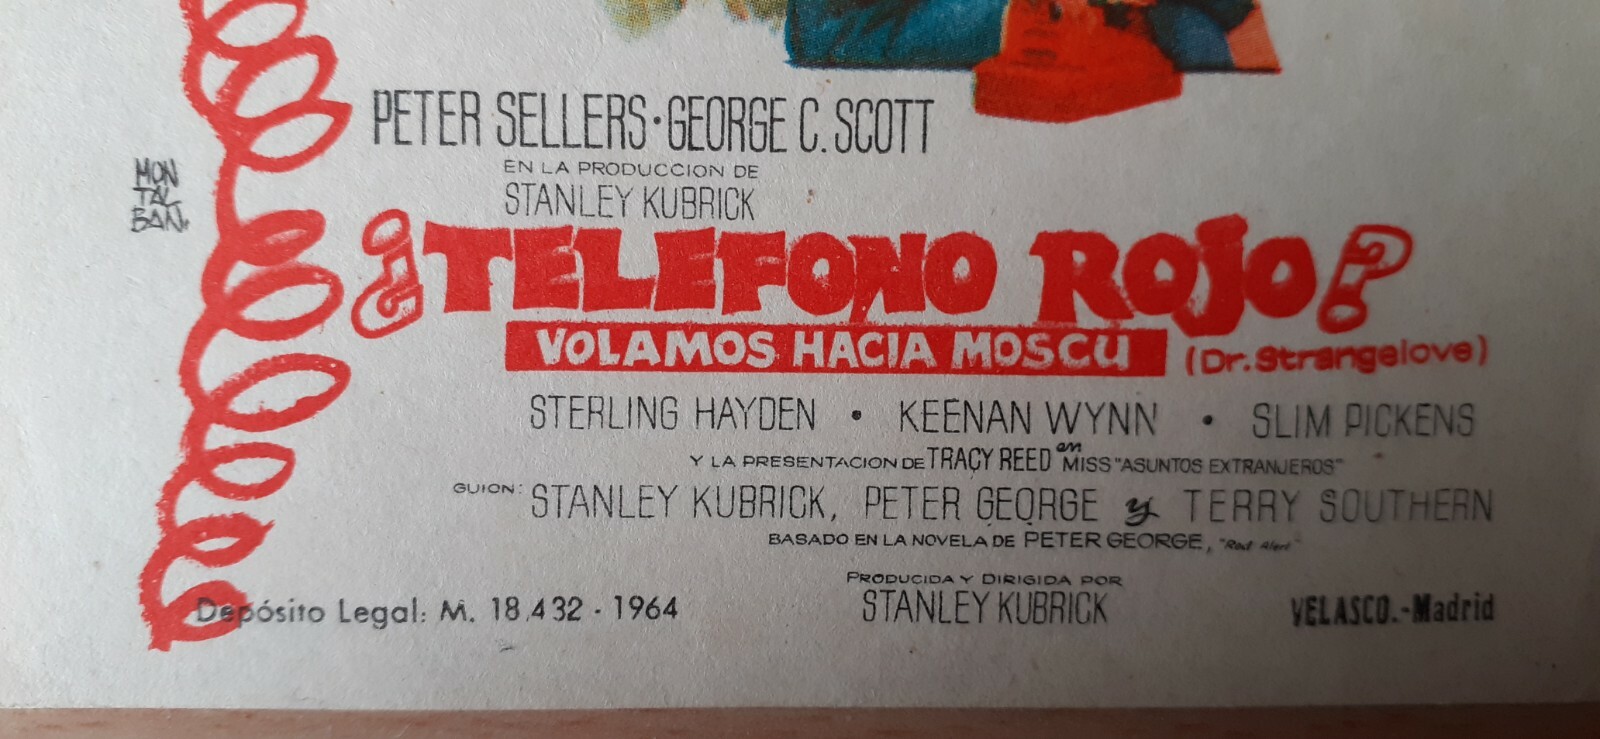 PETER SELLERS·GEORGE C. SCOTT
EN LA PRODUCCION DE
STANLEY KUBRICK
MON
TAL
BAN.
¿TELEFONO ROJO?
VOLAMOS HACIA MOSCU (Dr. Strangelove)
STERLING HAYDEN · KEENAN WYNN · SLIM PICKENS
Y LA PRESENTACION DE TRACY REED en MISS "ASUNTOS EXTRANJEROS"
GUION: STANLEY KUBRICK, PETER GEORGE y TERRY SOUTHERN
BASADO EN LA NOVELA DE PETER GEORGE, "Red Alert"
PRODUCIDA Y DIRIGIDA POR
STANLEY KUBRICK
Depósito Legal: M. 18.432 - 1964
VELASCO.-Madrid